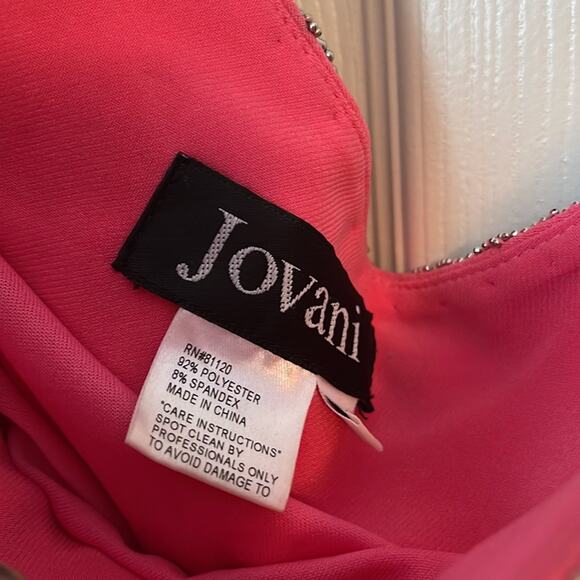 Jovani
RN#81120
92% POLYESTER
8% SPANDEX
MADE IN CHINA
"CARE INSTRUCTIONS"
SPOT CLEAN BY
PROFESSIONALS ONLY
TO AVOID DAMAGE TO